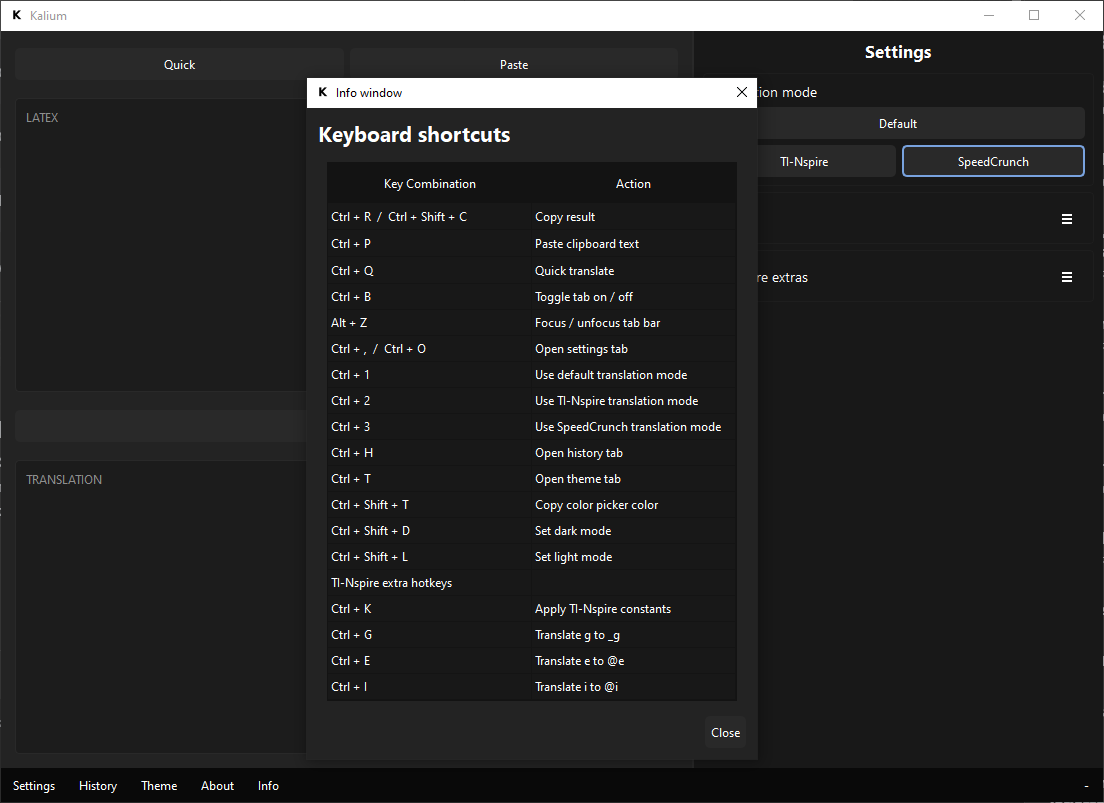 K Kalium
Quick Paste
LATEX
TRANSLATION
Settings
tion mode
Default
TI-Nspire SpeedCrunch
re extras
K Info window
Keyboard shortcuts
Key Combination Action
Ctrl + R / Ctrl + Shift + C Copy result
Ctrl + P Paste clipboard text
Ctrl + Q Quick translate
Ctrl + B Toggle tab on / off
Alt + Z Focus / unfocus tab bar
Ctrl + , / Ctrl + O Open settings tab
Ctrl + 1 Use default translation mode
Ctrl + 2 Use TI-Nspire translation mode
Ctrl + 3 Use SpeedCrunch translation mode
Ctrl + H Open history tab
Ctrl + T Open theme tab
Ctrl + Shift + T Copy color picker color
Ctrl + Shift + D Set dark mode
Ctrl + Shift + L Set light mode
TI-Nspire extra hotkeys
Ctrl + K Apply TI-Nspire constants
Ctrl + G Translate g to _g
Ctrl + E Translate e to @e
Ctrl + I Translate i to @i
Close
Settings History Theme About Info -